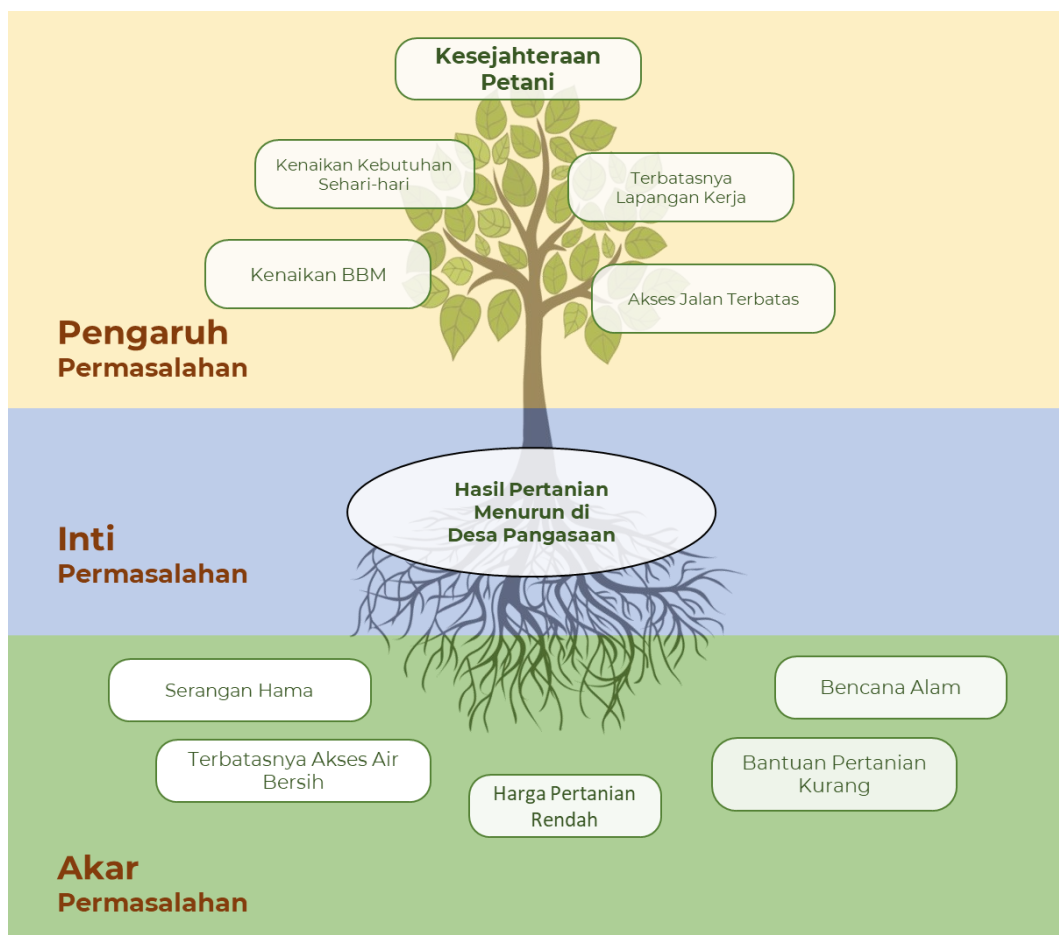 Kesejahteraan
Petani
Kenaikan Kebutuhan
Sehari-hari
Terbatasnya
Lapangan Kerja
Kenaikan BBM
Akses Jalan Terbatas
Pengaruh
Permasalahan
Hasil Pertanian
Menurun di
Desa Pangasaan
Inti
Permasalahan
Serangan Hama
Bencana Alam
Terbatasnya Akses Air
Bersih
Bantuan Pertanian
Kurang
Harga Pertanian
Rendah
Akar
Permasalahan